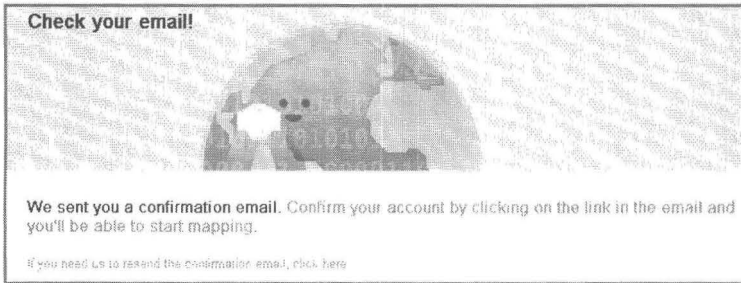 Check your email!
0101
01010
We sent you a confirmation email. Confirm your account by clicking on the link in the email and
you'll be able to start mapping.
If you need us to resend the confirmation email, click here